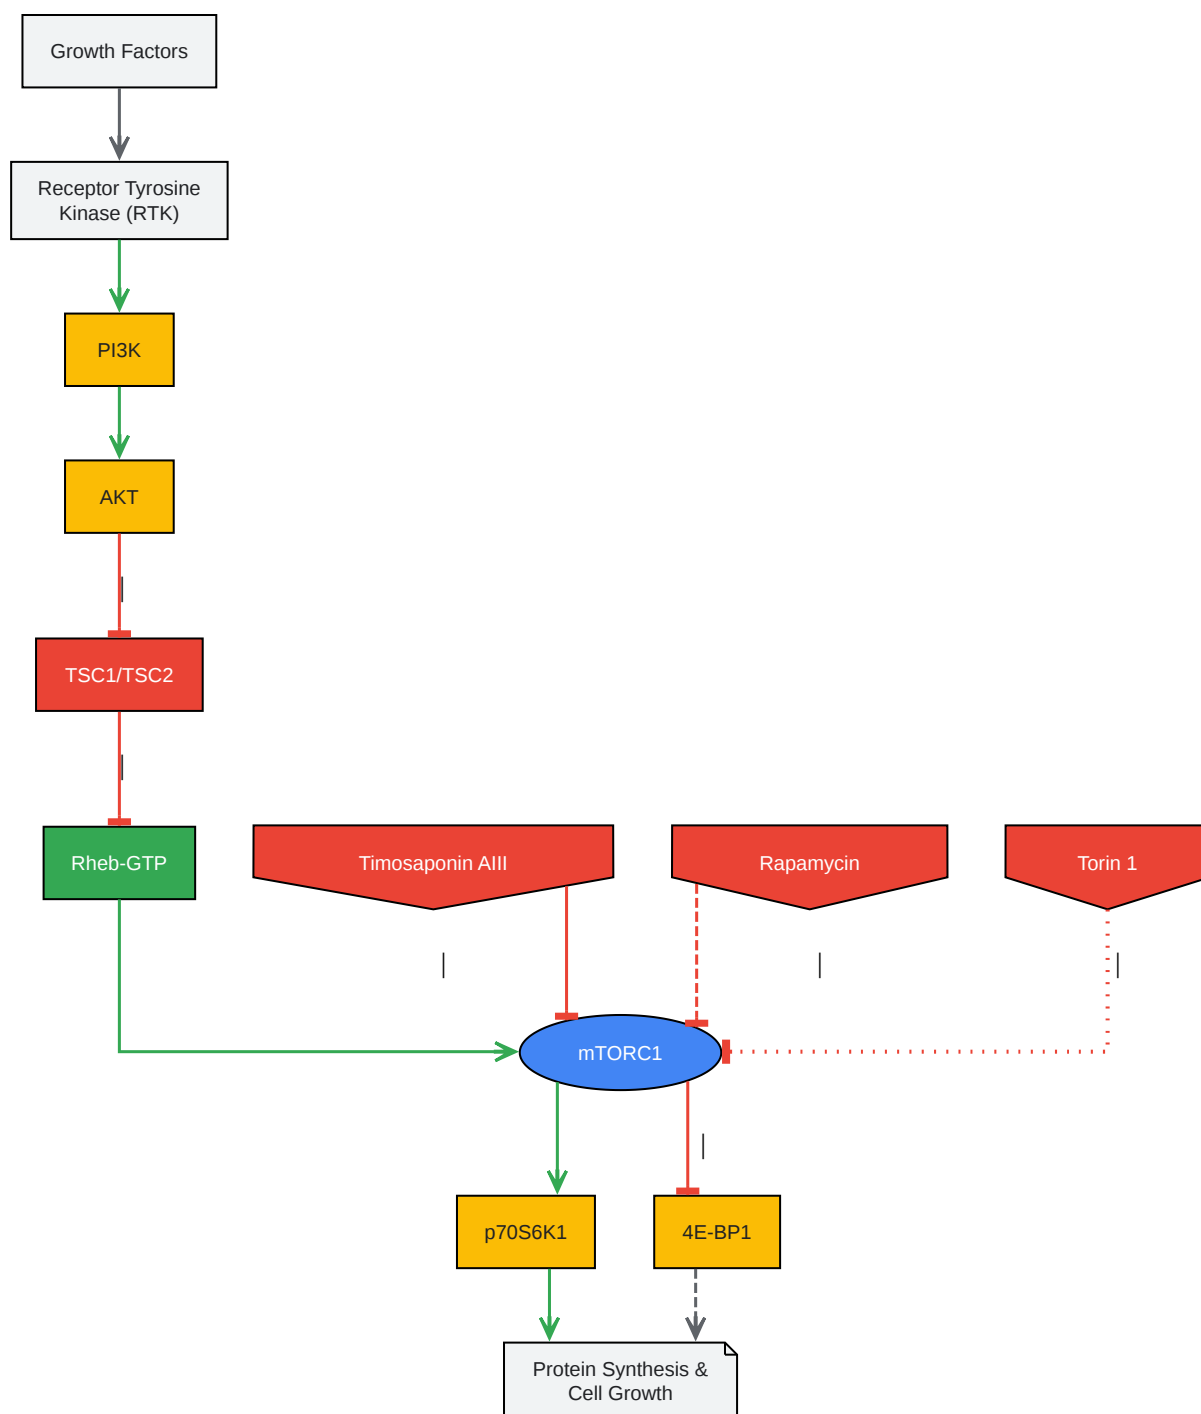 Growth Factors
Receptor Tyrosine
Kinase (RTK)
PI3K
AKT
|
TSC1/TSC2
|
Rheb-GTP
Timosaponin AIII
Rapamycin
Torin 1
|
|
|
mTORC1
|
p70S6K1
4E-BP1
Protein Synthesis &
Cell Growth